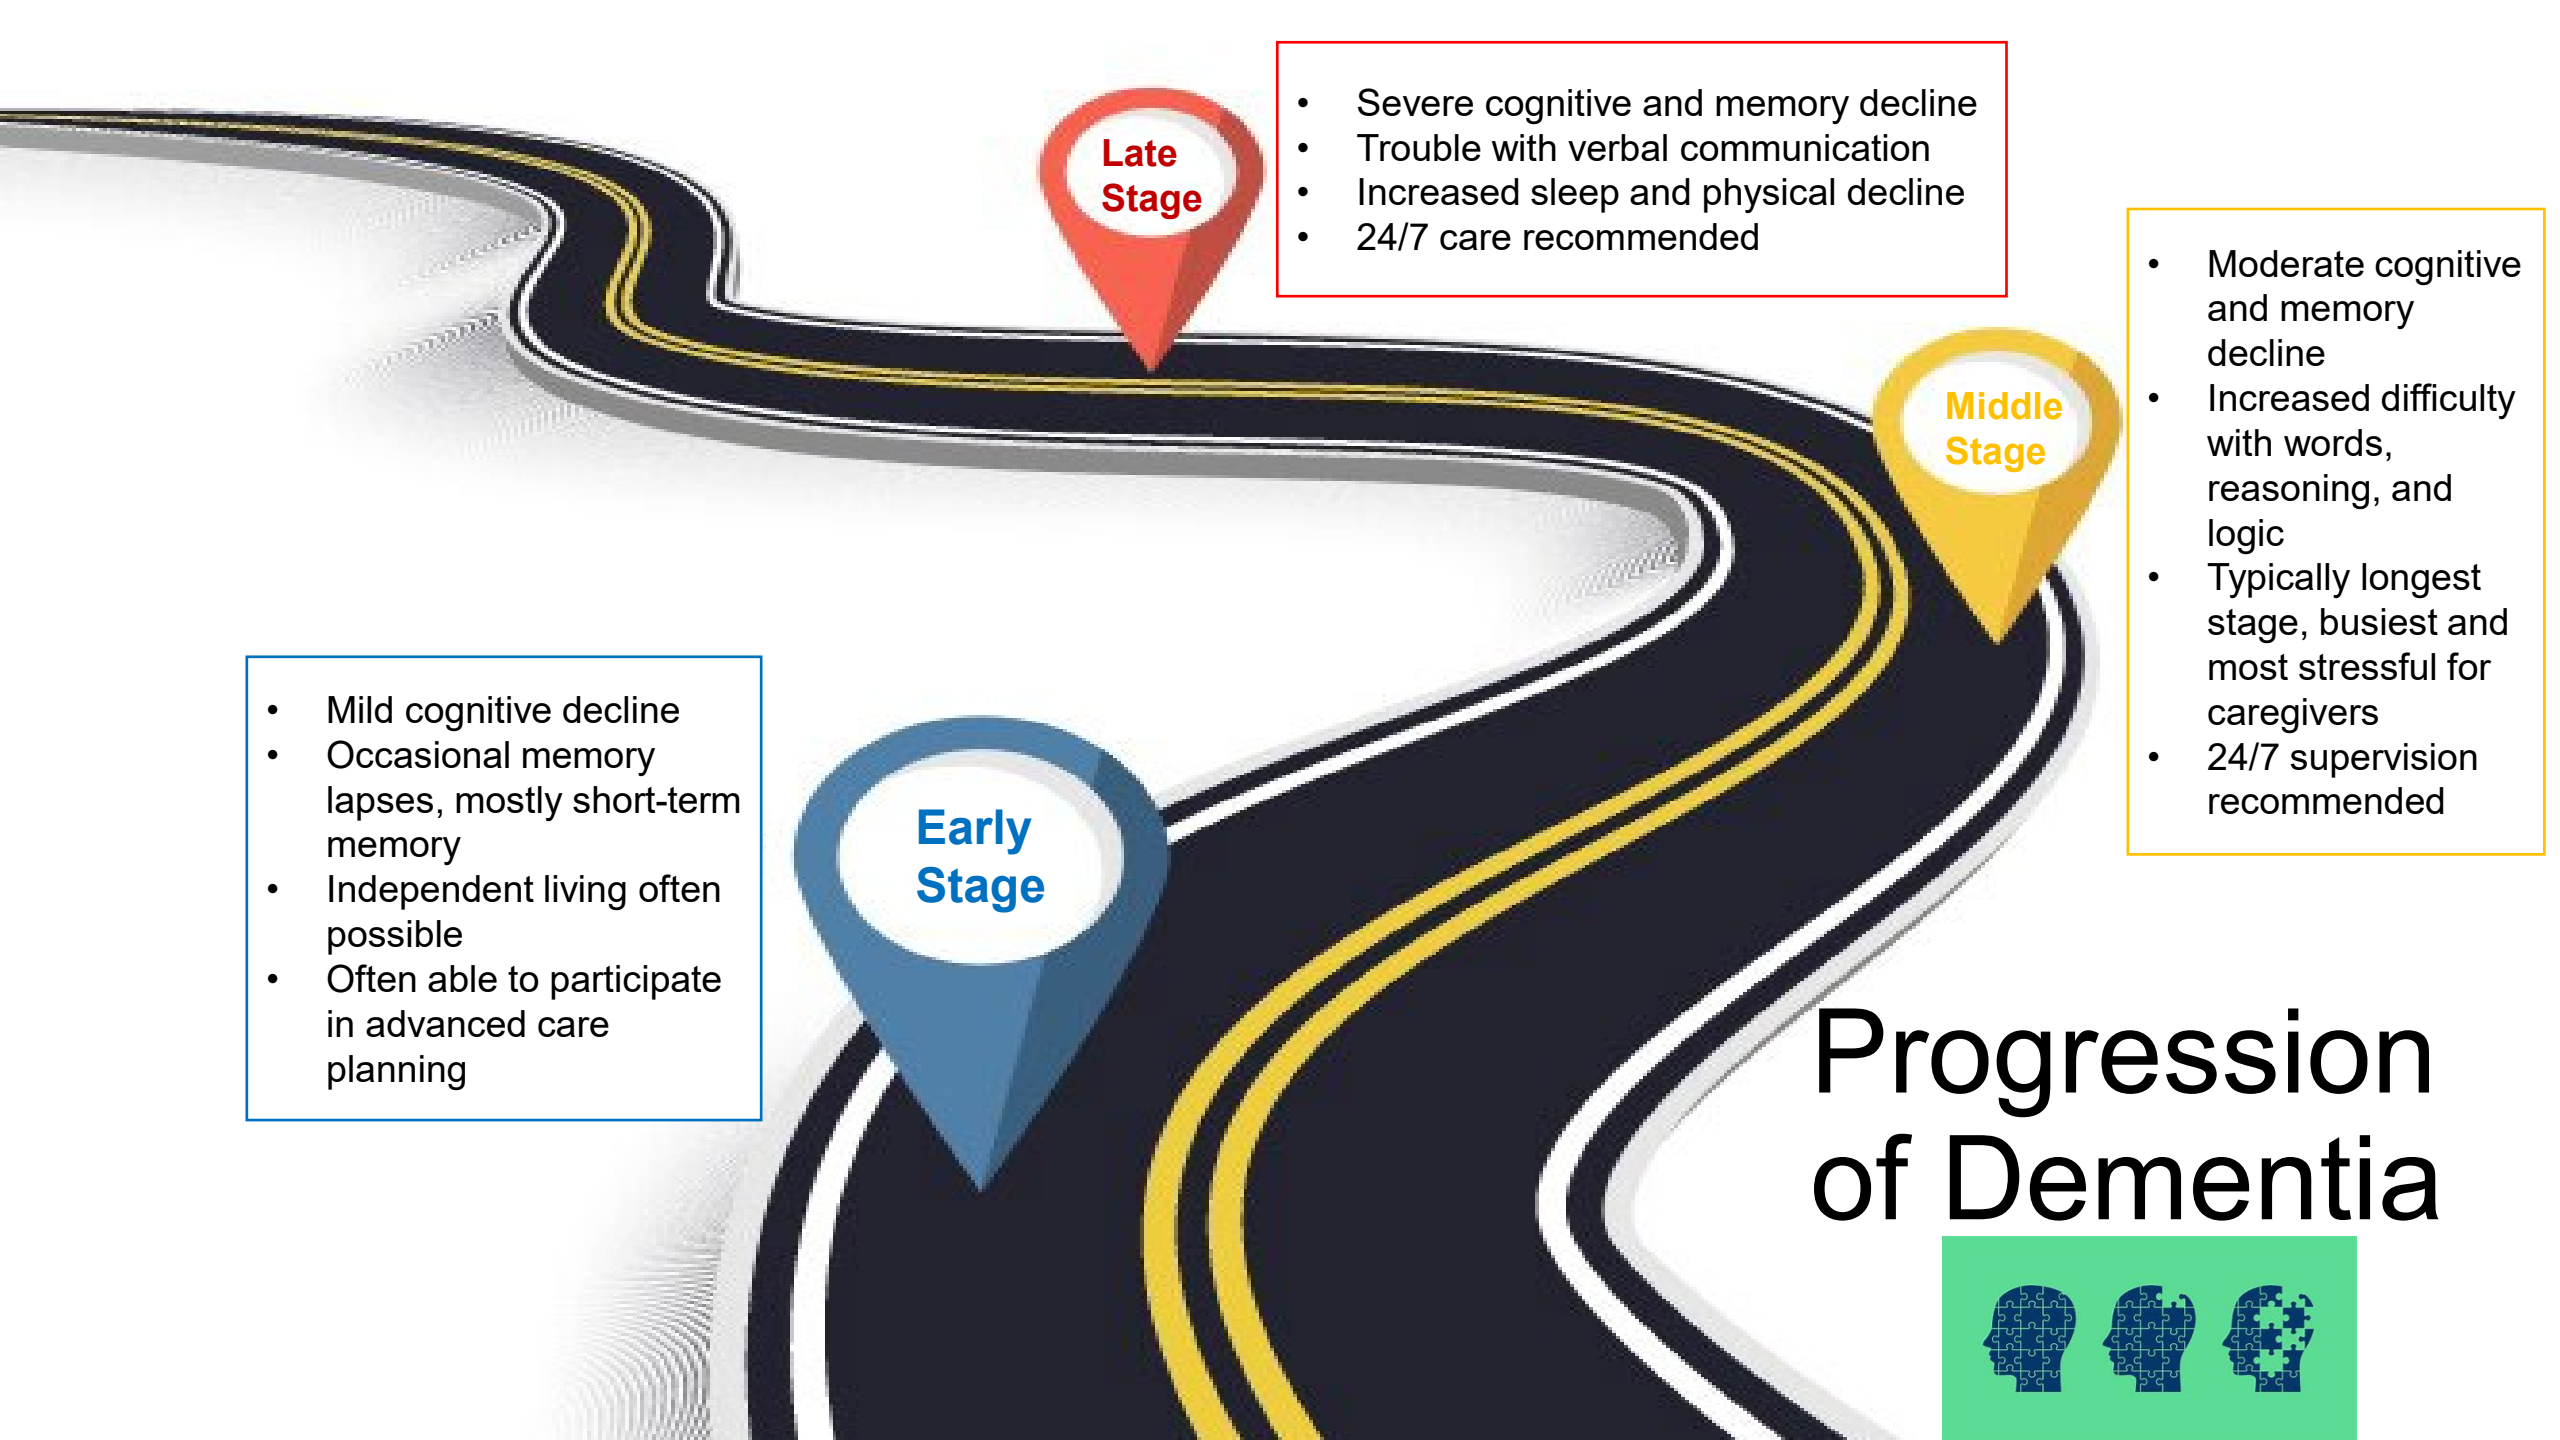 Late
Stage
• Severe cognitive and memory decline
• Trouble with verbal communication
• Increased sleep and physical decline
• 24/7 care recommended
Middle
Stage
• Moderate cognitive
and memory
decline
• Increased difficulty
with words,
reasoning, and
logic
• Typically longest
stage, busiest and
most stressful for
caregivers
• 24/7 supervision
recommended
Early
Stage
• Mild cognitive decline
• Occasional memory
lapses, mostly short-term
memory
• Independent living often
possible
• Often able to participate
in advanced care
planning
Progression
of Dementia